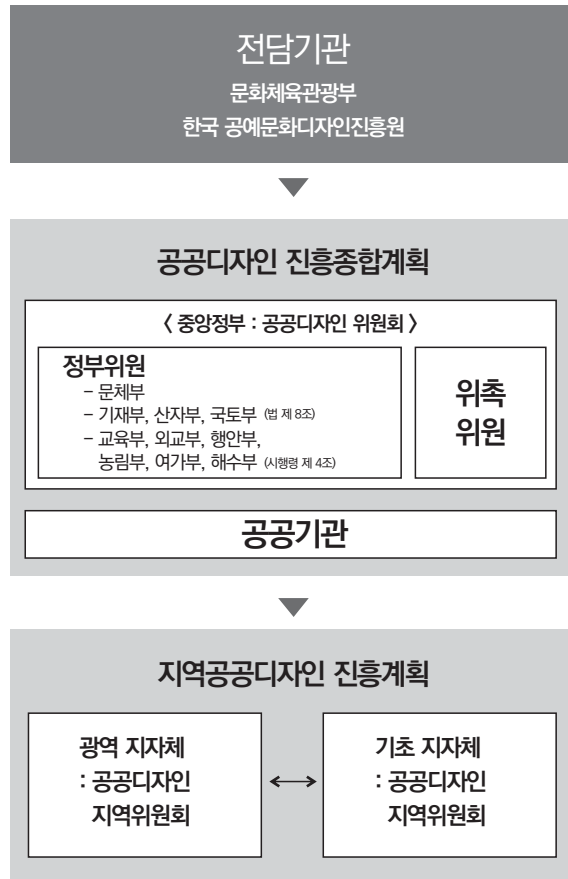 전담기관
문화체육관광부
한국 공예문화디자인진흥원
공공디자인 진흥종합계획
〈 중앙정부 : 공공디자인 위원회 〉
정부위원
– 문체부
– 기재부, 산자부, 국토부 (법 제 8조)
– 교육부, 외교부, 행안부,
농림부, 여가부, 해수부 (시행령 제 4조)
위촉
위원
공공기관
지역공공디자인 진흥계획
광역 지자체
: 공공디자인
지역위원회
기초 지자체
: 공공디자인
지역위원회